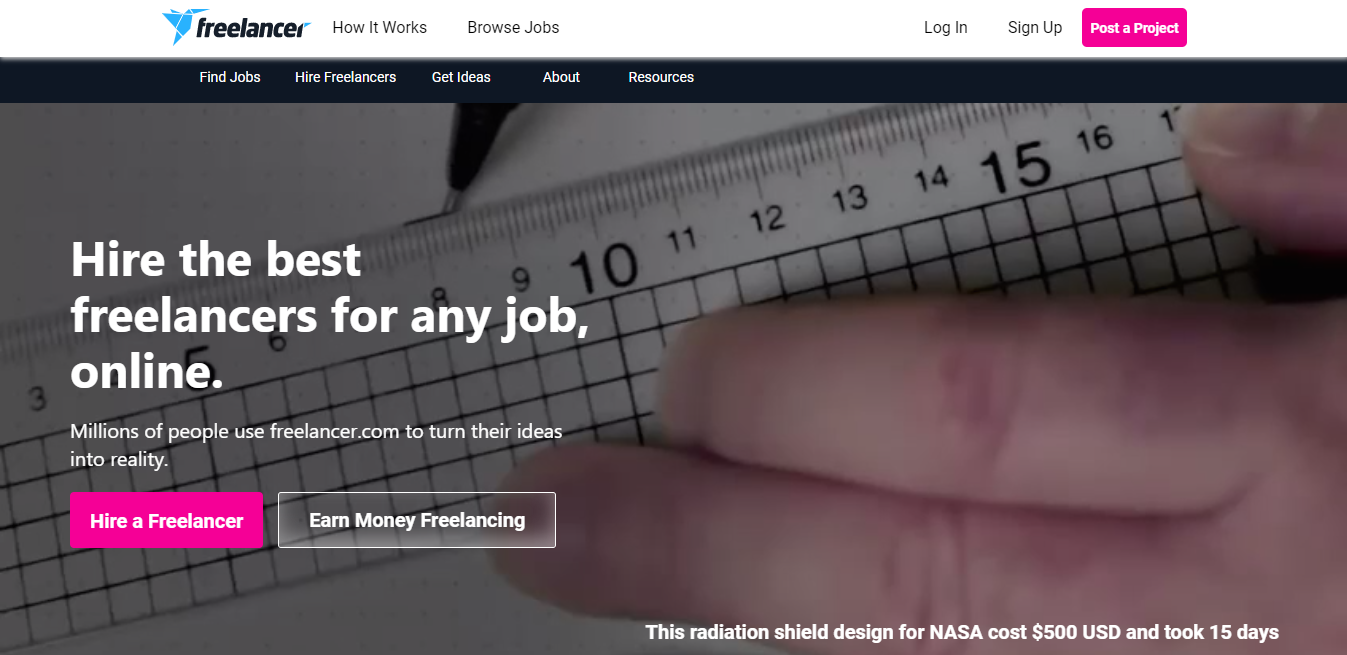 freelancer
How It Works
Browse Jobs
Log In
Sign Up
Post a Project
Find Jobs
Hire Freelancers
Get Ideas
About
Resources
Hire the best
freelancers for any job,
online.
Millions of people use freelancer.com to turn their ideas
into reality.
Hire a Freelancer
Earn Money Freelancing
3
5
6
8
9
10
11
12
13
14
15
16
This radiation shield design for NASA cost $500 USD and took 15 days